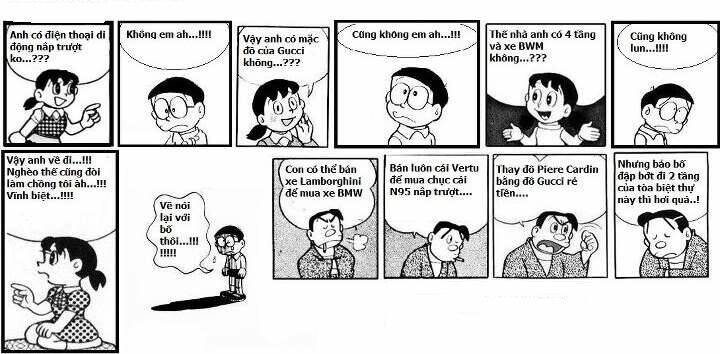 Anh có điện thoại di
động nắp trượt
ko...???
Không em ah...!!!!
Vậy anh có mặc
đồ của Gucci
không...???
Cũng không em ah...!!!
Thế nhà anh có 4 tầng
và xe BWM
không...???
Cũng không
lun...!!!!
Vậy anh về đi...!!!
Nghèo thế cũng đòi
làm chồng tôi àh...!!!
Vĩnh biệt...!!!!
Về nói
lại với
bố
thôi...!!!
!!!!!
Con có thể bán
xe Lamborghini
để mua xe BMW
Bán luôn cái Vertu
để mua chục cái
N95 nắp trượt....
Thay đồ Piere Cardin
bằng đồ Gucci rẻ
tiền....
Nhưng bảo bố
đập bớt đi 2 tầng
của tòa biệt thự
này thì hơi quá..!